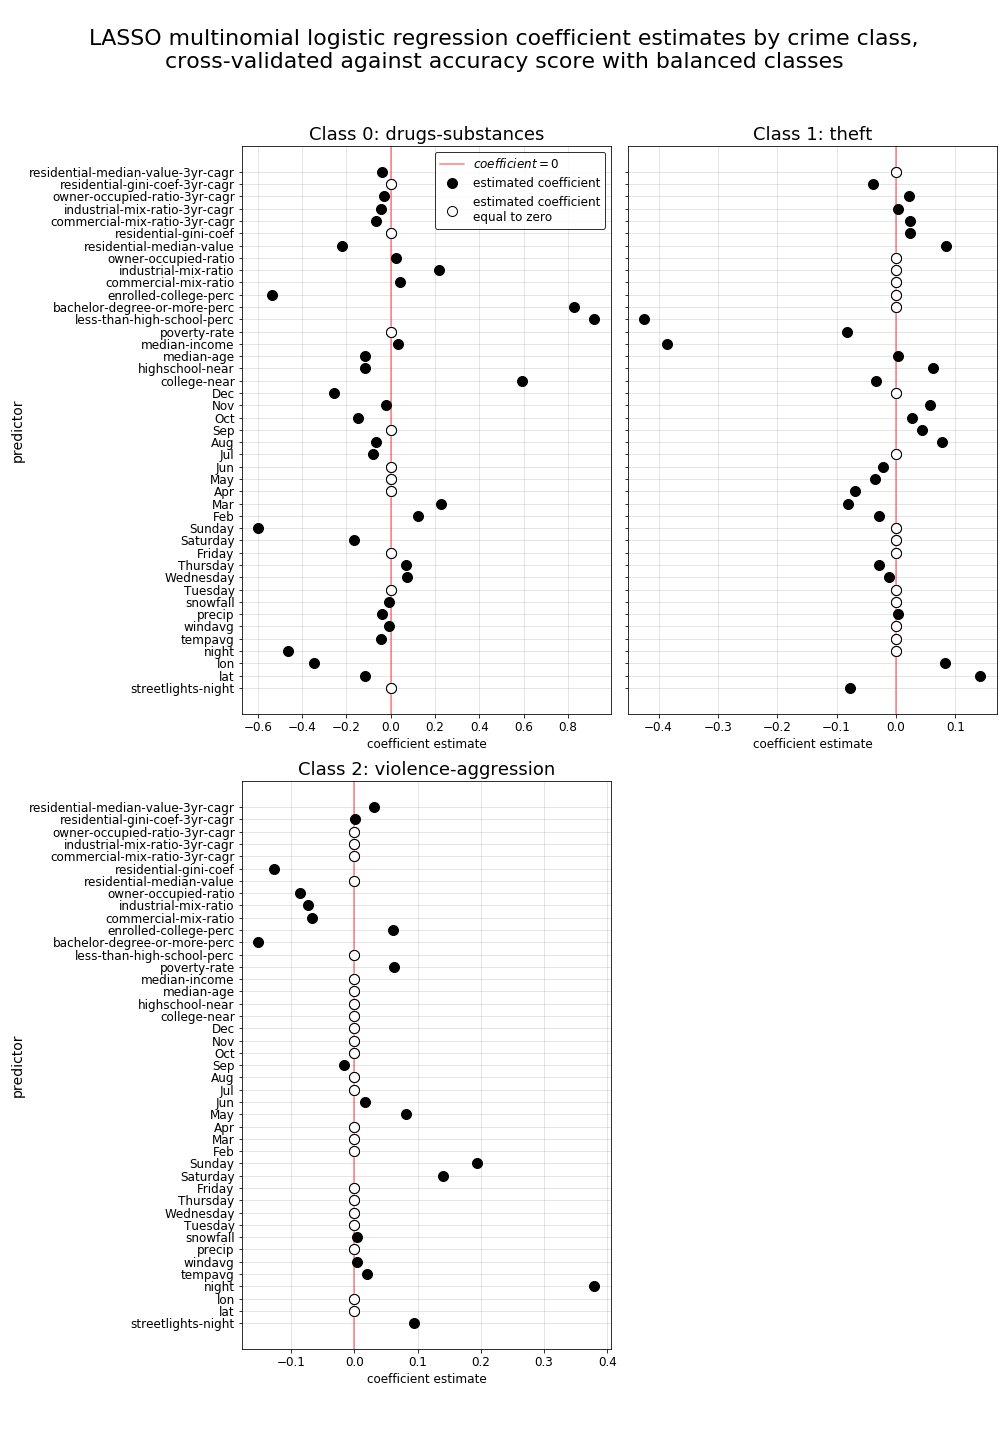 LASSO multinomial logistic regression coefficient estimates by crime class,
cross-validated against accuracy score with balanced classes
Class 0: drugs-substances
predictor
residential-median-value-3yr-cagr
residential-gini-coef-3yr-cagr
owner-occupied-ratio-3yr-cagr
industrial-mix-ratio-3yr-cagr
commercial-mix-ratio-3yr-cagr
residential-gini-coef
residential-median-value
owner-occupied-ratio
industrial-mix-ratio
commercial-mix-ratio
enrolled-college-perc
bachelor-degree-or-more-perc
less-than-high-school-perc
poverty-rate
median-income
median-age
highschool-near
college-near
Dec
Nov
Oct
Sep
Aug
Jul
Jun
May
Apr
Mar
Feb
Sunday
Saturday
Friday
Thursday
Wednesday
Tuesday
snowfall
precip
windavg
tempavg
night
lon
lat
streetlights-night
coefficient = 0
estimated coefficient
estimated coefficient
equal to zero
−0.6 −0.4 −0.2 0.0 0.2 0.4 0.6 0.8
coefficient estimate
Class 1: theft
−0.4 −0.3 −0.2 −0.1 0.0 0.1
coefficient estimate
Class 2: violence-aggression
predictor
residential-median-value-3yr-cagr
residential-gini-coef-3yr-cagr
owner-occupied-ratio-3yr-cagr
industrial-mix-ratio-3yr-cagr
commercial-mix-ratio-3yr-cagr
residential-gini-coef
residential-median-value
owner-occupied-ratio
industrial-mix-ratio
commercial-mix-ratio
enrolled-college-perc
bachelor-degree-or-more-perc
less-than-high-school-perc
poverty-rate
median-income
median-age
highschool-near
college-near
Dec
Nov
Oct
Sep
Aug
Jul
Jun
May
Apr
Mar
Feb
Sunday
Saturday
Friday
Thursday
Wednesday
Tuesday
snowfall
precip
windavg
tempavg
night
lon
lat
streetlights-night
−0.1 0.0 0.1 0.2 0.3 0.4
coefficient estimate